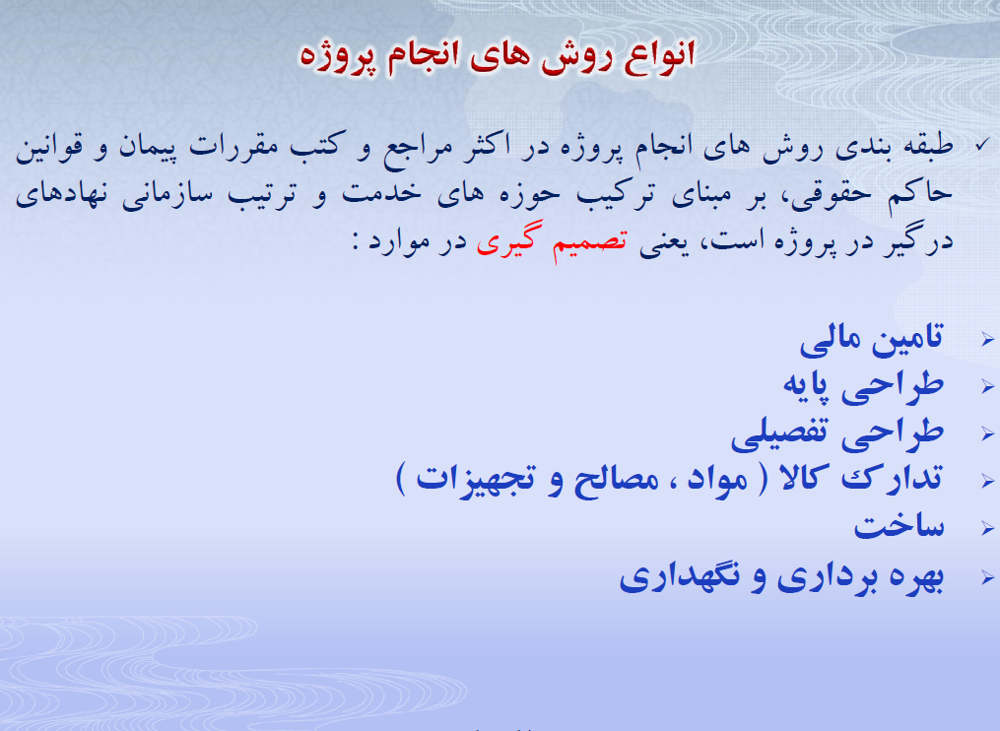 انواع روش های انجام پروژه
طبقه بندی روش های انجام پروژه در اکثر مراجع و کتب مقررات پیمان و قوانین
حاکم حقوقی، بر مبنای ترکیب حوزه های خدمت و ترتیب سازمانی نهادهای
درگیر در پروژه است، یعنی تصمیم گیری در موارد :
تامین مالی
طراحی پایه
طراحی تفصیلی
تدارک کالا ( مواد ، مصالح و تجهیزات )
ساخت
بهره برداری و نگهداری